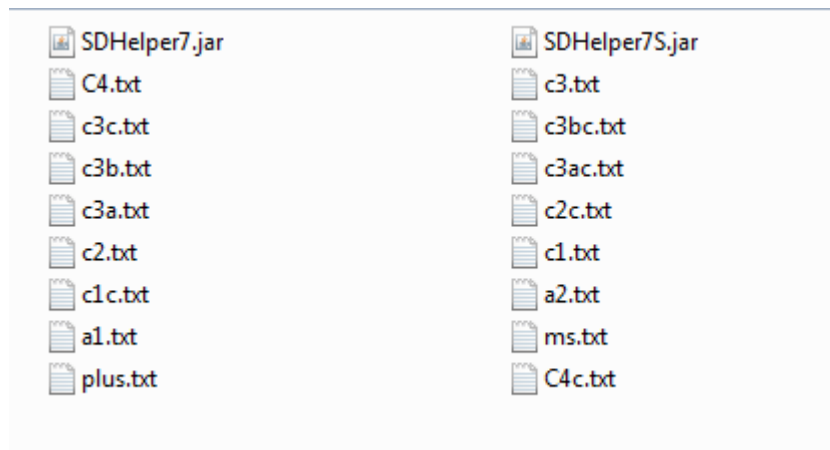 SDHelper7.jar SDHelper7S.jar
C4.txt c3.txt
c3c.txt c3bc.txt
c3b.txt c3ac.txt
c3a.txt c2c.txt
c2.txt c1.txt
c1c.txt a2.txt
a1.txt ms.txt
plus.txt C4c.txt